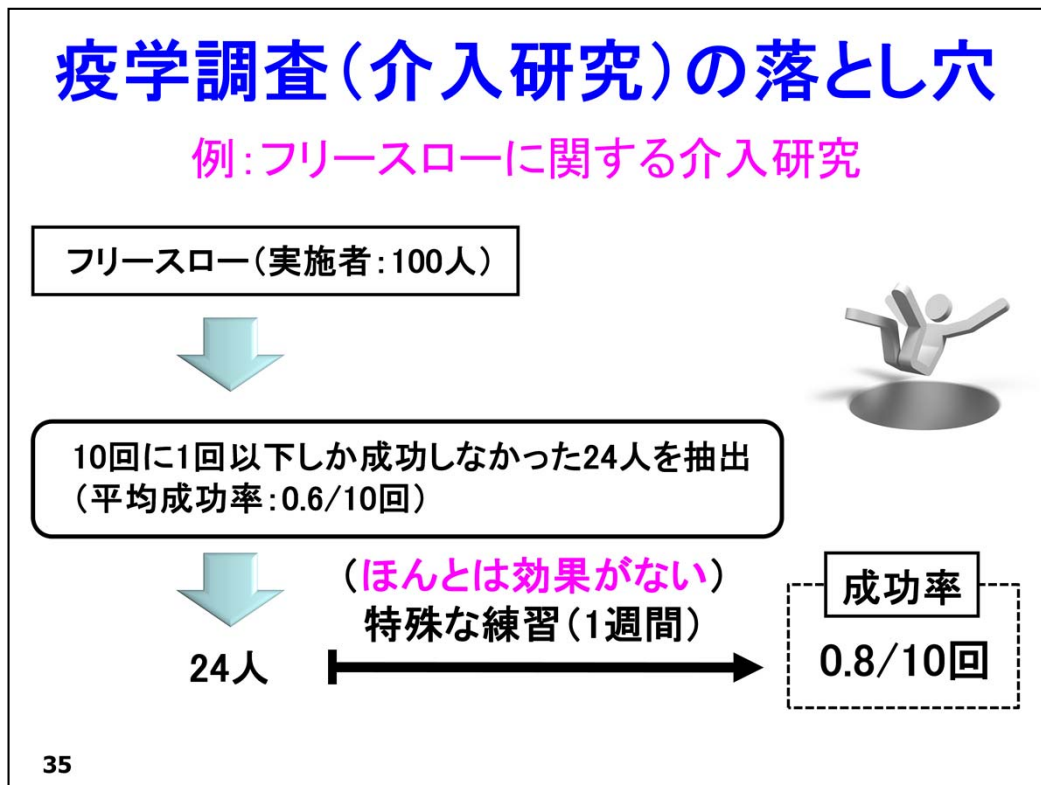 疫学調査(介入研究)の落とし穴
例:フリースローに関する介入研究
フリースロー(実施者:100人)
10回に1回以下しか成功しなかった24人を抽出
(平均成功率:0.6/10回)
(ほんとは効果がない)
特殊な練習(1週間)
24人
成功率
0.8/10回
35